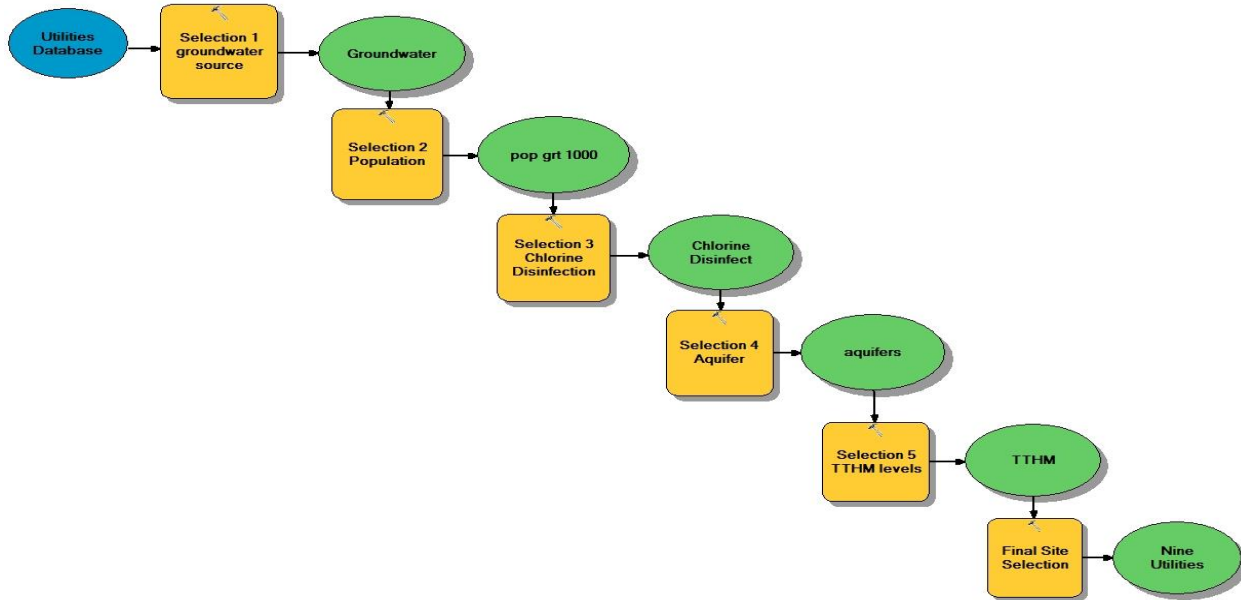 Utilities
Database
Selection 1
groundwater
source
Groundwater
Selection 2
Population
pop grt 1000
Selection 3
Chlorine
Disinfection
Chlorine
Disinfect
Selection 4
Aquifer
aquifers
Selection 5
TTHM levels
TTHM
Final Site
Selection
Nine
Utilities